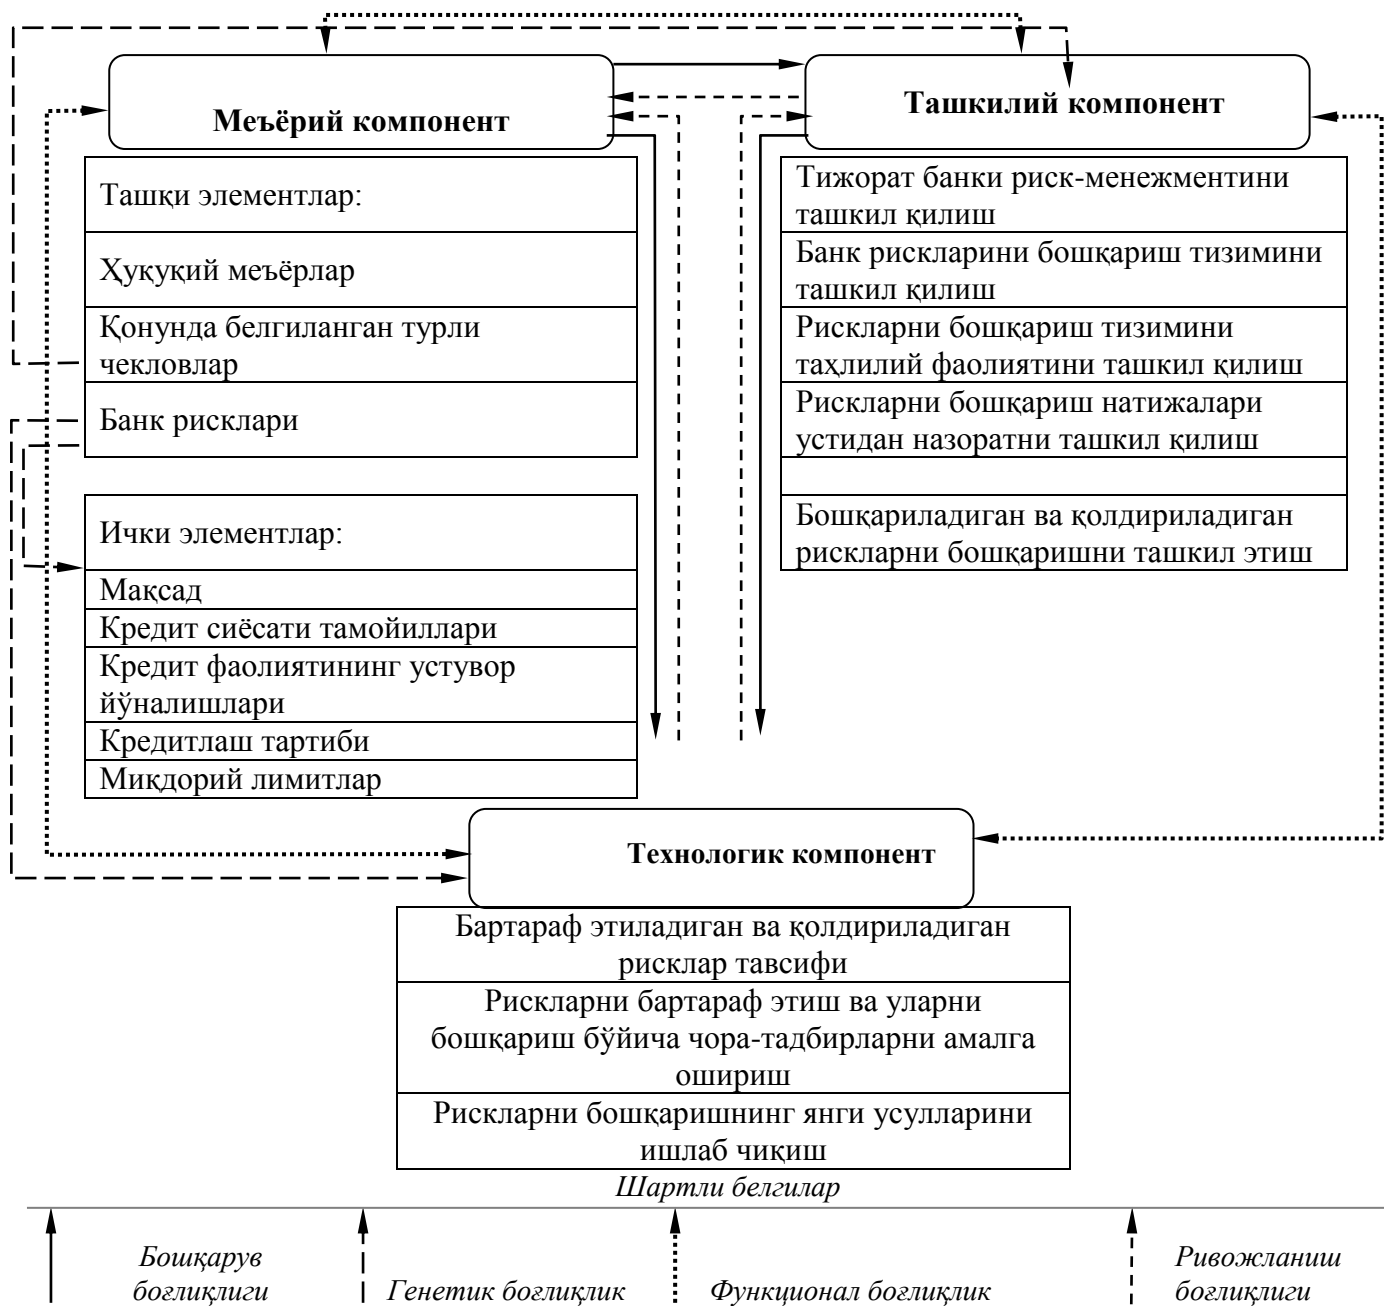 Меъёрий компонент
Ташкилий компонент
Ташқи элементлар:
Ҳуқуқий меъёрлар
Қонунда белгиланган турли
чекловлар
Банк рисклари
Ички элементлар:
Мақсад
Кредит сиёсати тамойиллари
Кредит фаолиятининг устувор
йўналишлари
Кредитлаш тартиби
Миқдорий лимитлар
Тижорат банки риск-менежментини
ташкил қилиш
Банк рискларини бошқариш тизимини
ташкил қилиш
Рискларни бошқариш тизимини
таҳлилий фаолиятини ташкил қилиш
Рискларни бошқариш натижалари
устидан назоратни ташкил қилиш
Бошқариладиган ва қолдириладиган
рискларни бошқаришни ташкил этиш
Технологик компонент
Бартараф этиладиган ва қолдириладиган
рисклар тавсифи
Рискларни бартараф этиш ва уларни
бошқариш бўйича чора-тадбирларни амалга
ошириш
Рискларни бошқаришнинг янги усулларини
ишлаб чиқиш
Шартли белгилар
Бошқарув
боғлиқлиги
Генетик боғлиқлик
Функционал боғлиқлик
Ривожланиш
боғлиқлиги